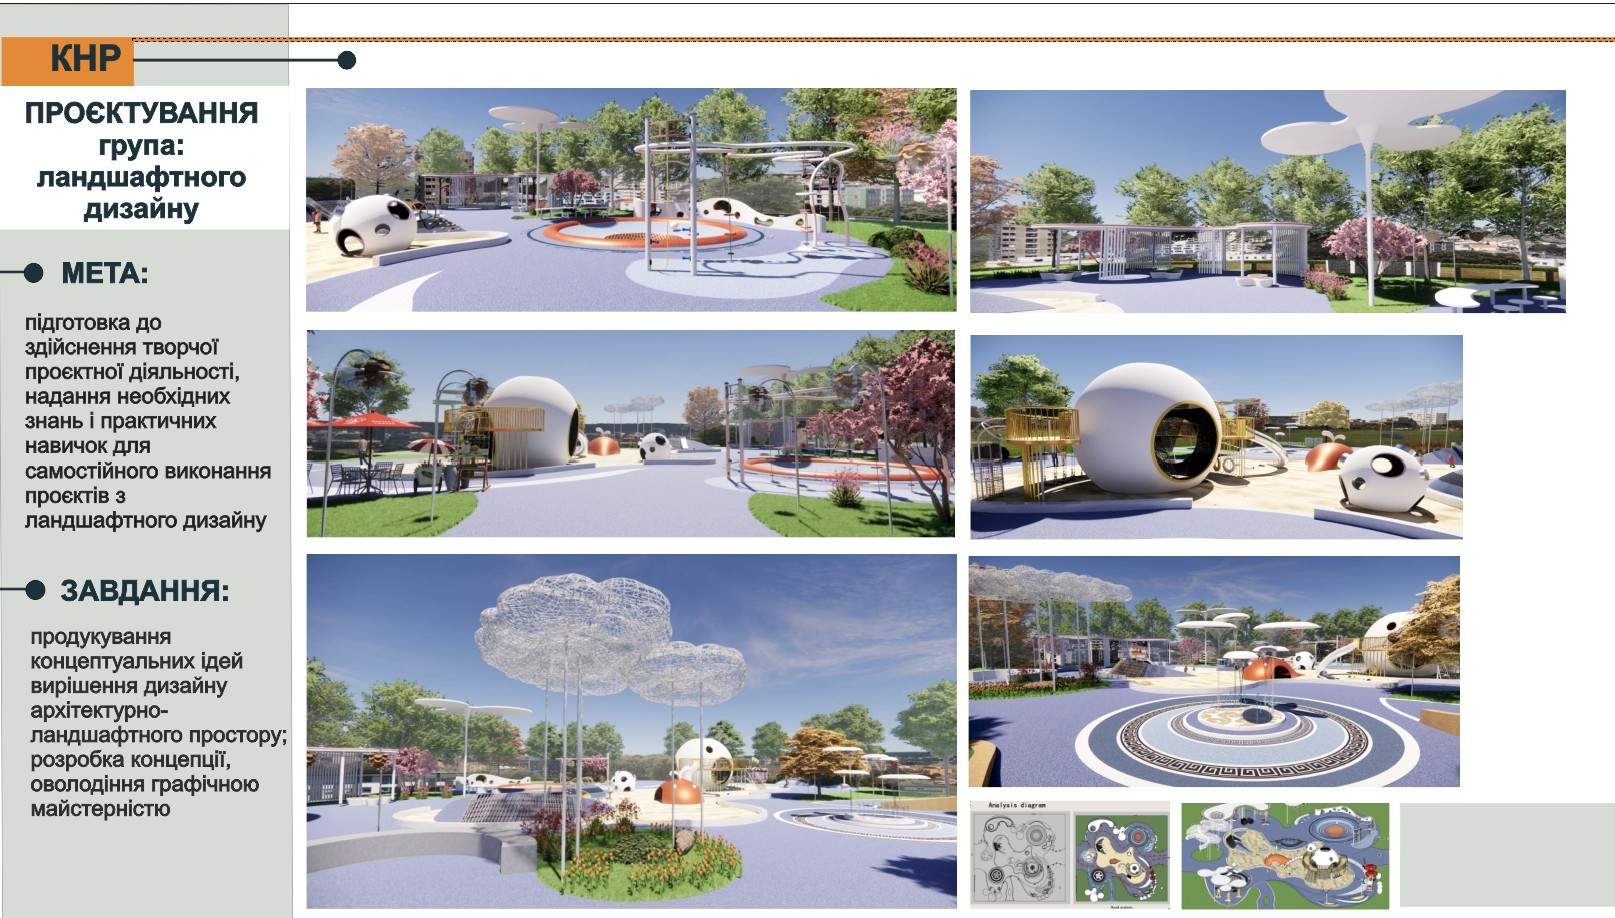 КНР
ПРОЄКТУВАННЯ
група:
ландшафтного
дизайну
МЕТА:
підготовка до
здійснення творчої
проєктної діяльності,
надання необхідних
знань і практичних
навичок для
самостійного виконання
проєктів з
ландшафтного дизайну
ЗАВДАННЯ:
продукування
концептуальних ідей
вирішення дизайну
архітектурно-
ландшафтного простору;
розробка концепції,
оволодіння графічною
майстерністю
Analysis diagram